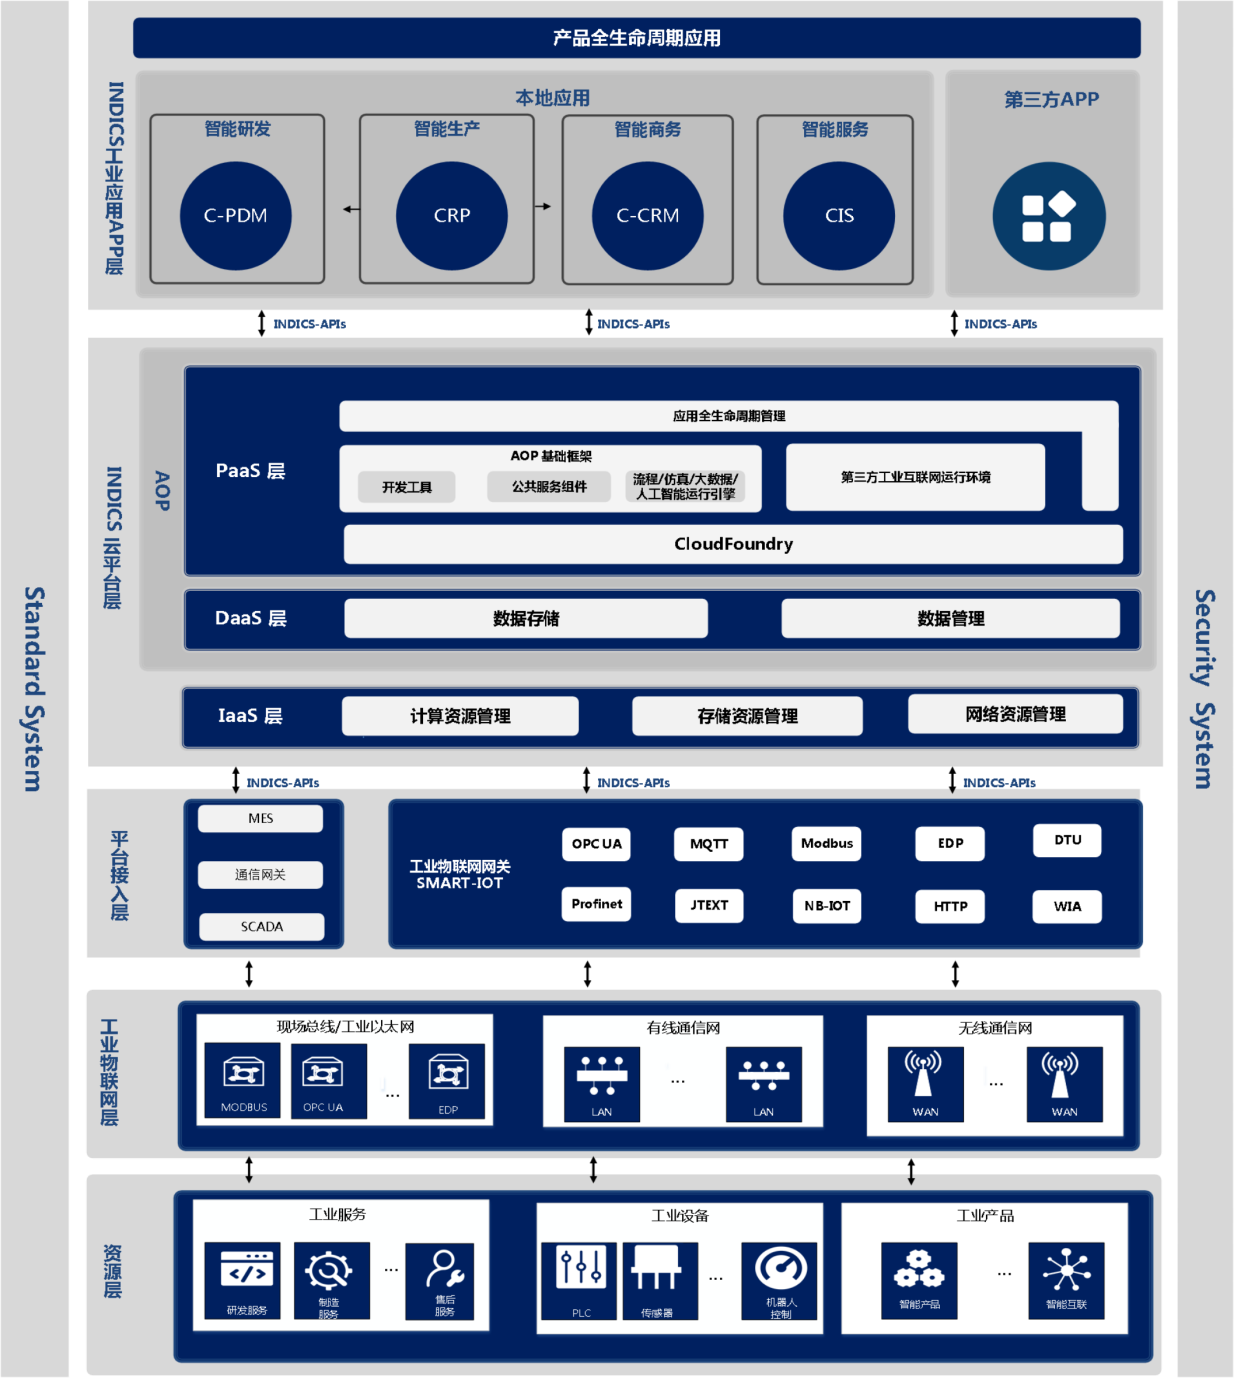 产品全生命周期应用
INDICS工业应用APP层
本地应用
第三方APP
智能研发
智能生产
智能商务
智能服务
C-PDM
CRP
C-CRM
CIS
INDICS-APIs
INDICS-APIs
INDICS-APIs
INDICS 云平台层
AOP
PaaS 层
应用全生命周期管理
AOP 基础框架
开发工具
公共服务组件
流程/仿真/大数据/
人工智能运行引擎
第三方工业互联网运行环境
CloudFoundry
DaaS 层
数据存储
数据管理
IaaS 层
计算资源管理
存储资源管理
网络资源管理
Standard System
Security System
INDICS-APIs
INDICS-APIs
INDICS-APIs
平台接入层
MES
通信网关
SCADA
工业物联网网关
SMART-IOT
OPC UA
MQTT
Modbus
EDP
DTU
Profinet
JTEXT
NB-IOT
HTTP
WIA
工业物联网层
现场总线/工业以太网
MODBUS
OPC UA
...
EDP
有线通信网
LAN
...
LAN
无线通信网
WAN
...
WAN
资源层
工业服务
研发服务
制造
服务
...
售后
服务
工业设备
PLC
传感器
...
机器人
控制
工业产品
智能产品
...
智能互联